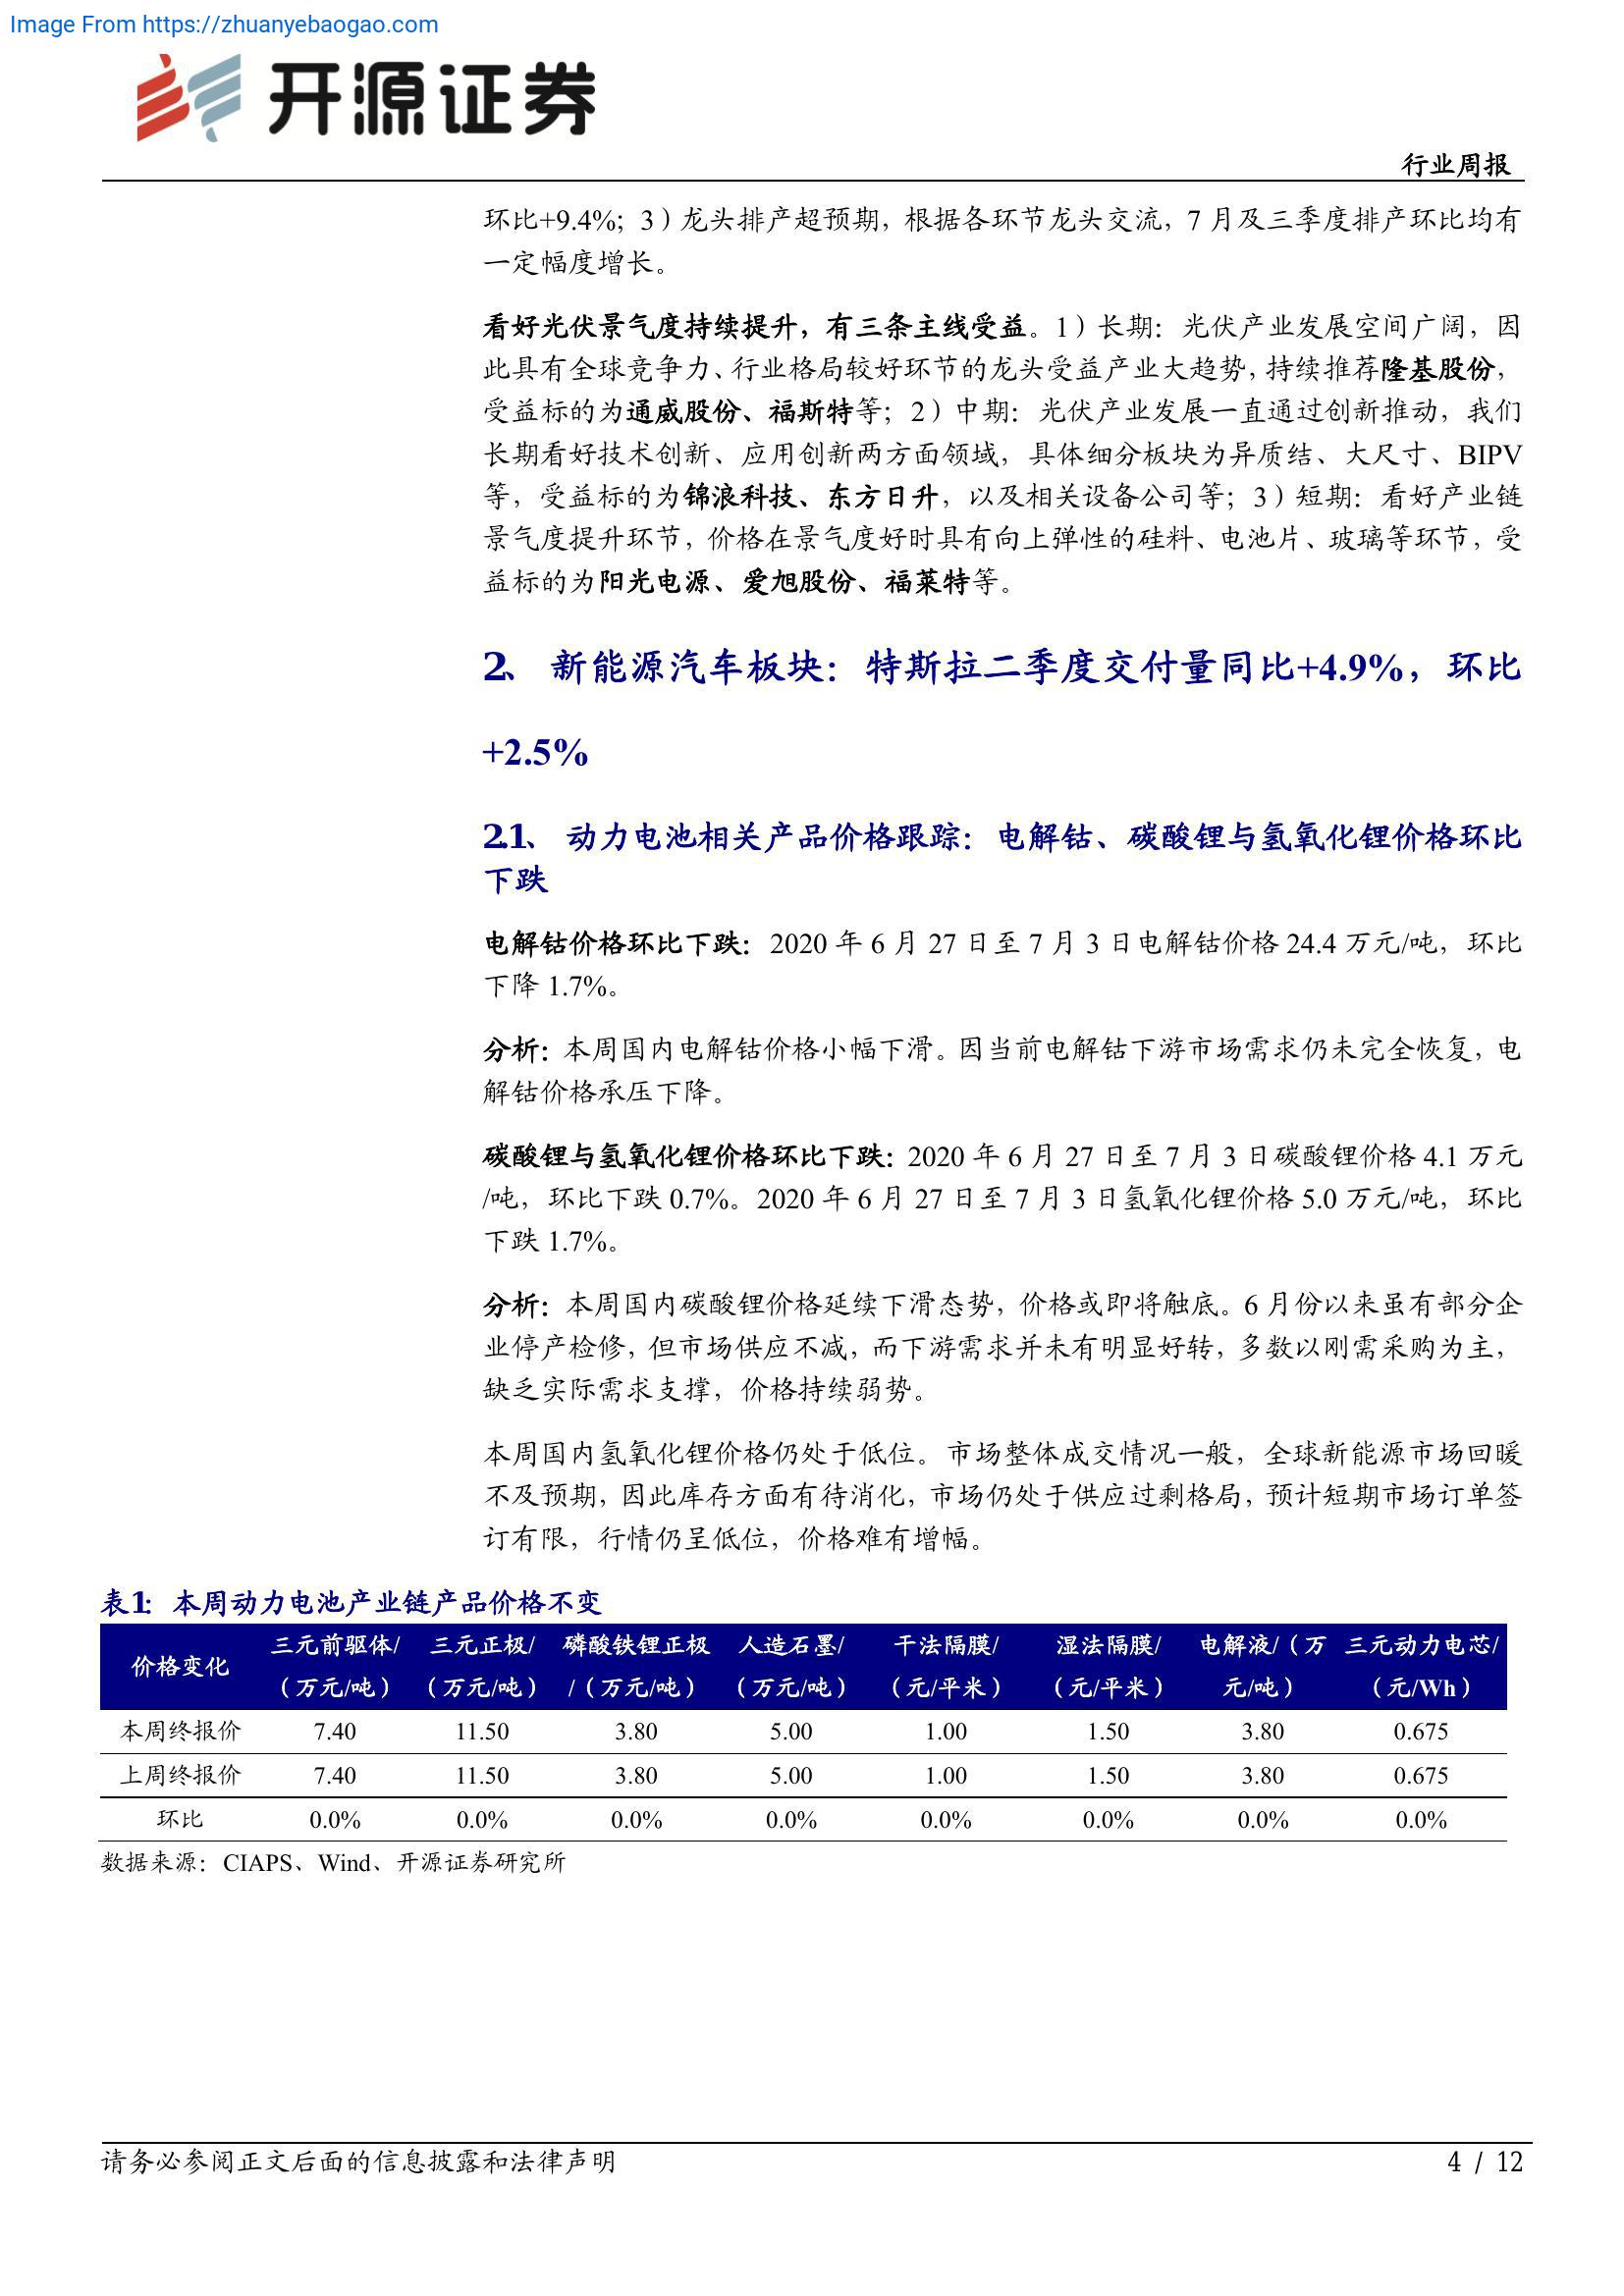 Image From https://zhuanyebaogao.com
开源证券
行业周报
环比+9.4%；3）龙头排产超预期，根据各环节龙头交流，7 月及三季度排产环比均有
一定幅度增长。
看好光伏景气度持续提升，有三条主线受益。1）长期：光伏产业发展空间广阔，因
此具有全球竞争力、行业格局较好环节的龙头受益产业大趋势，持续推荐隆基股份，
受益标的为通威股份、福斯特等；2）中期：光伏产业发展一直通过创新推动，我们
长期看好技术创新、应用创新两方面领域，具体细分板块为异质结、大尺寸、BIPV
等，受益标的为锦浪科技、东方日升，以及相关设备公司等；3）短期：看好产业链
景气度提升环节，价格在景气度好时具有向上弹性的硅料、电池片、玻璃等环节，受
益标的为阳光电源、爱旭股份、福莱特等。
2、 新能源汽车板块：特斯拉二季度交付量同比+4.9%，环比
+2.5%
2.1、 动力电池相关产品价格跟踪：电解钴、碳酸锂与氢氧化锂价格环比
下跌
电解钴价格环比下跌：2020 年 6 月 27 日至 7 月 3 日电解钴价格 24.4 万元/吨，环比
下降 1.7%。
分析：本周国内电解钴价格小幅下滑。因当前电解钴下游市场需求仍未完全恢复，电
解钴价格承压下降。
碳酸锂与氢氧化锂价格环比下跌：2020 年 6 月 27 日至 7 月 3 日碳酸锂价格 4.1 万元
/吨，环比下跌 0.7%。2020 年 6 月 27 日至 7 月 3 日氢氧化锂价格 5.0 万元/吨，环比
下跌 1.7%。
分析：本周国内碳酸锂价格延续下滑态势，价格或即将触底。6 月份以来虽有部分企
业停产检修，但市场供应不减，而下游需求并未有明显好转，多数以刚需采购为主，
缺乏实际需求支撑，价格持续弱势。
本周国内氢氧化锂价格仍处于低位。市场整体成交情况一般，全球新能源市场回暖
不及预期，因此库存方面有待消化，市场仍处于供应过剩格局，预计短期市场订单签
订有限，行情仍呈低位，价格难有增幅。
表1： 本周动力电池产业链产品价格不变
价格变化 三元前驱体/ 三元正极/ 磷酸铁锂正极 人造石墨/ 干法隔膜/ 湿法隔膜/ 电解液/（万 三元动力电芯/
（万元/吨） （万元/吨） /（万元/吨） （万元/吨） （元/平米） （元/平米） 元/吨） （元/Wh）
本周终报价 7.40 11.50 3.80 5.00 1.00 1.50 3.80 0.675
上周终报价 7.40 11.50 3.80 5.00 1.00 1.50 3.80 0.675
环比 0.0% 0.0% 0.0% 0.0% 0.0% 0.0% 0.0% 0.0%
数据来源：CIAPS、Wind、开源证券研究所
请务必参阅正文后面的信息披露和法律声明
4 / 12